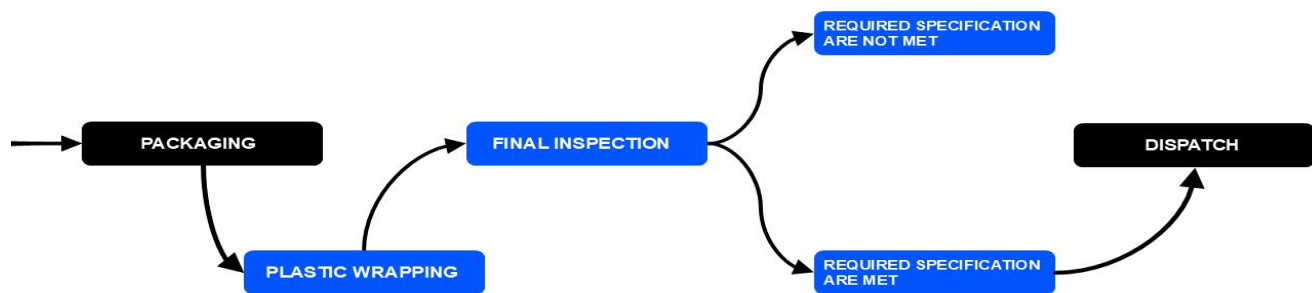 REQUIRED SPECIFICATION
ARE NOT MET
PACKAGING
FINAL INSPECTION
DISPATCH
PLASTIC WRAPPING
REQUIRED SPECIFICATION
ARE MET